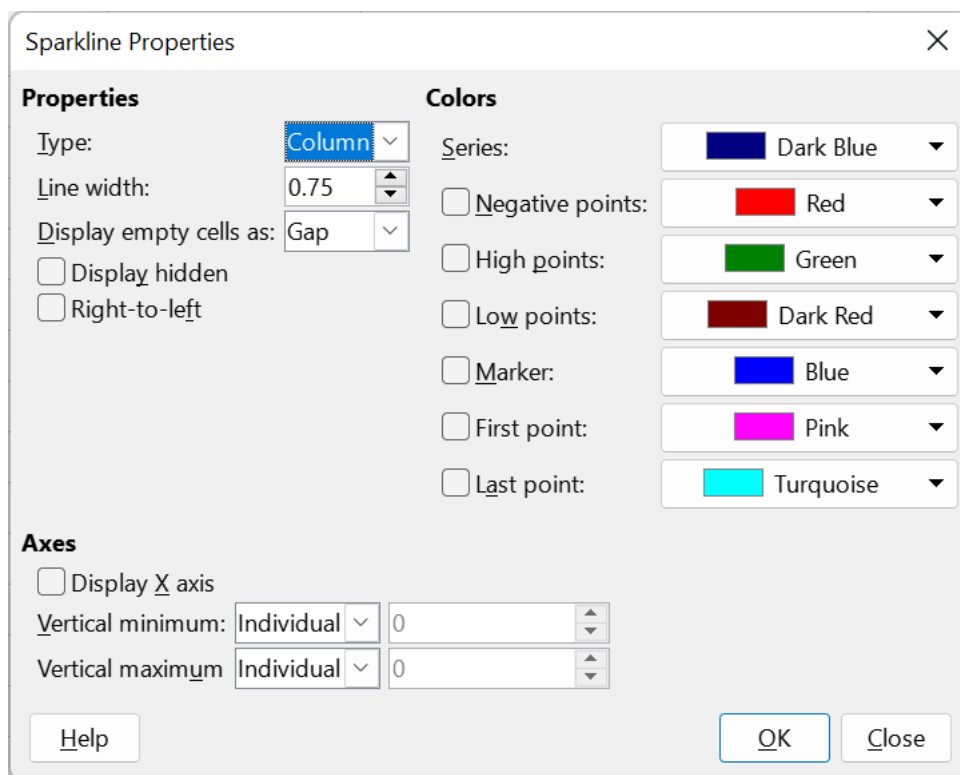 Sparkline Properties
Properties
Type: Column
Line width: 0.75
Display empty cells as: Gap
Display hidden
Right-to-left
Colors
Series: Dark Blue
Negative points: Red
High points: Green
Low points: Dark Red
Marker: Blue
First point: Pink
Last point: Turquoise
Axes
Display X axis
Vertical minimum: Individual 0
Vertical maximum Individual 0
Help OK Close